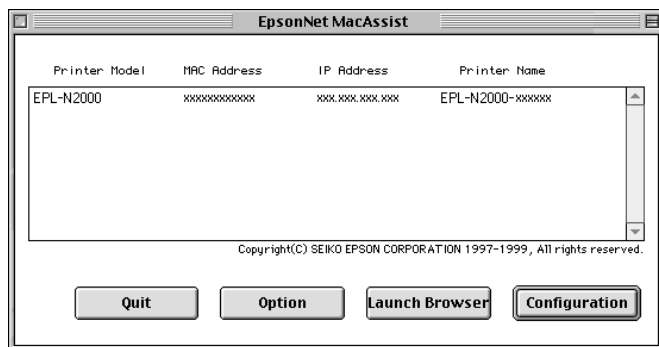 EpsonNet MacAssist
Printer Model MAC Address IP Address Printer Name
EPL-N2000 xxxxxxxxxxxx xxx.xxx.xxx.xxx EPL-N2000-xxxxxx
Copyright(C) SEIKO EPSON CORPORATION 1997-1999, All rights reserved.
Quit Option Launch Browser Configuration